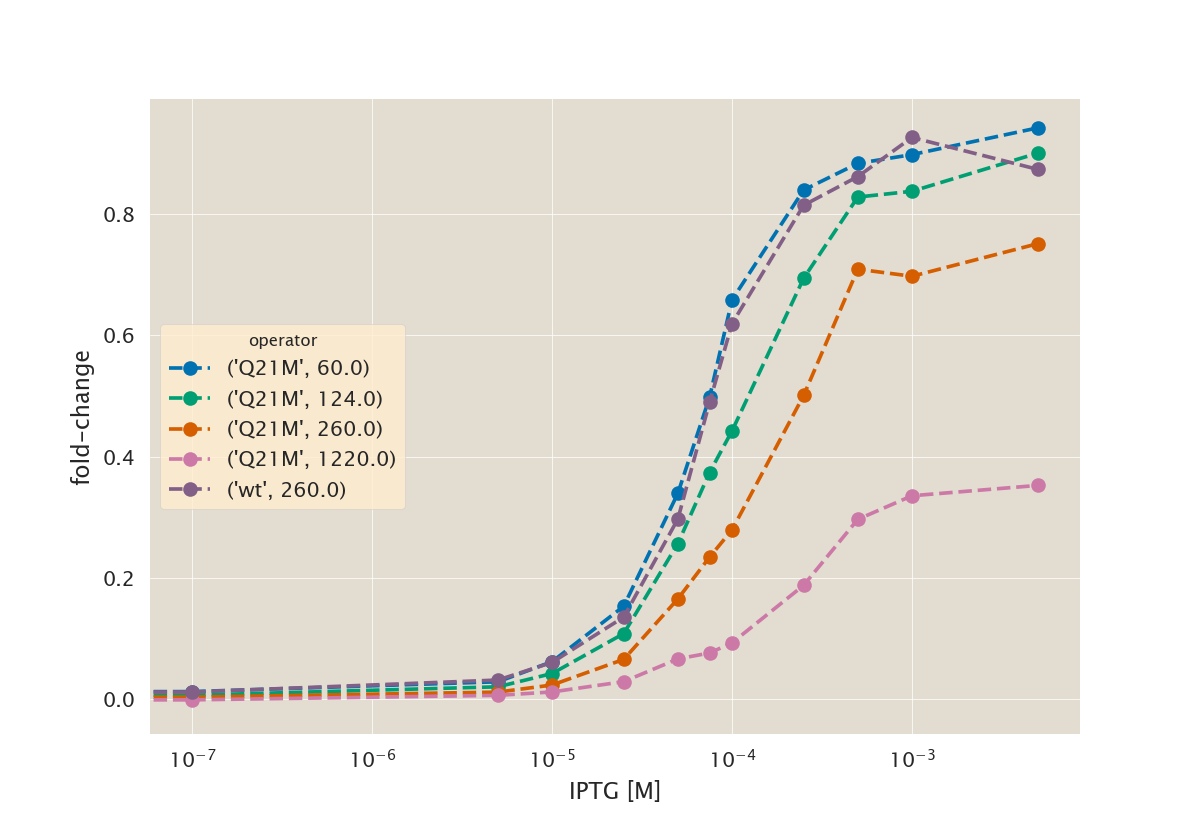 0.8
0.6
0.4
0.2
0.0
fold-change
operator
('Q21M', 60.0)
('Q21M', 124.0)
('Q21M', 260.0)
('Q21M', 1220.0)
('wt', 260.0)
10⁻⁷ 10⁻⁶ 10⁻⁵ 10⁻⁴ 10⁻³
IPTG [M]